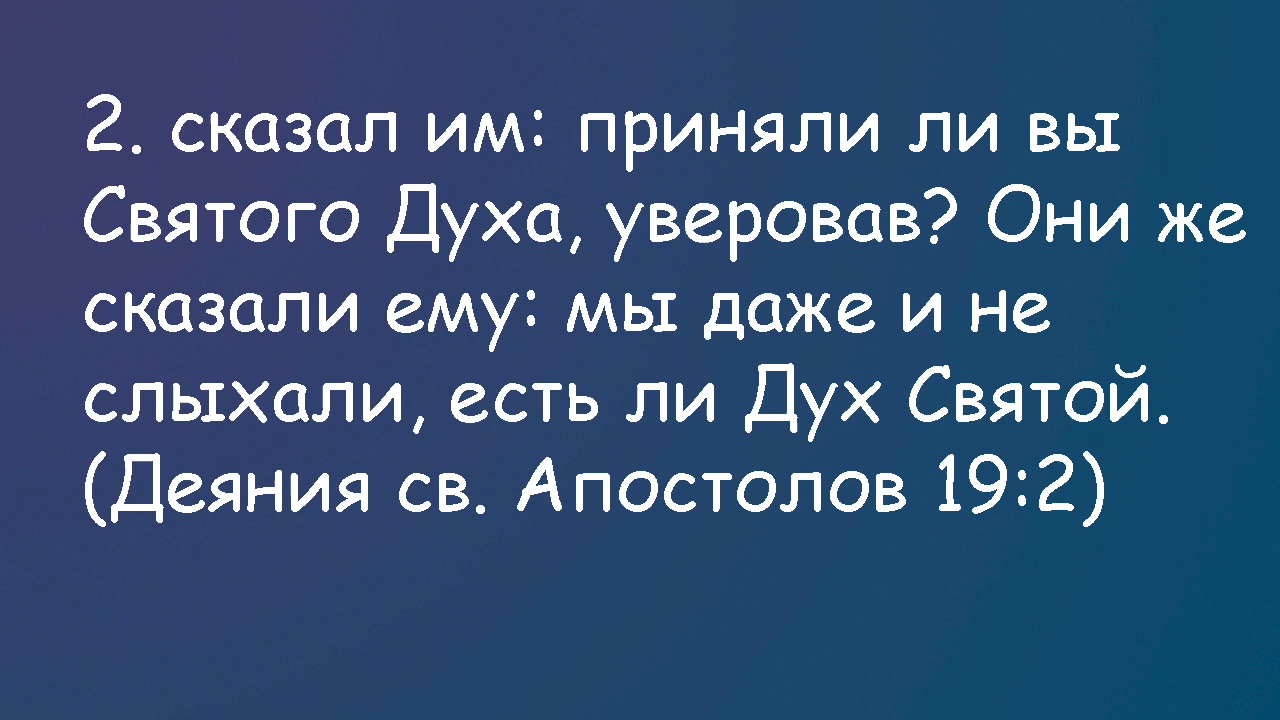 2. сказал им: приняли ли вы
Святого Духа, уверовав? Они же
сказали ему: мы даже и не
слыхали, есть ли Дух Святой.
(Деяния св. Апостолов 19:2)